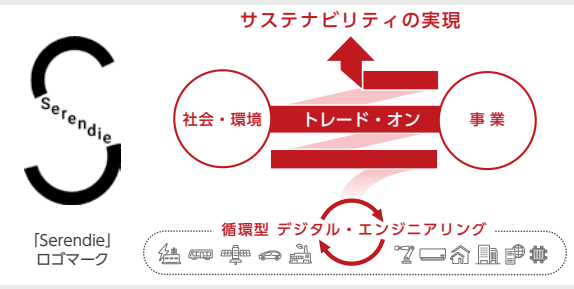 サステナビリティの実現
Serendie
社会・環境
トレード・オン
事業
「Serendie」
ロゴマーク
循環型 デジタル・エンジニアリング